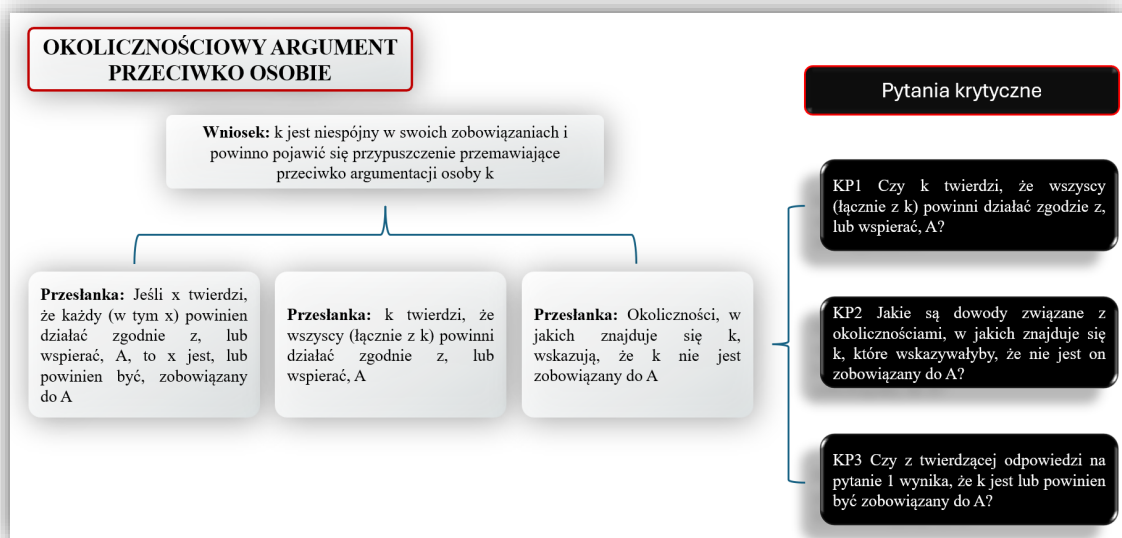 OKOLICZNOŚCIOWY ARGUMENT
PRZECIWKO OSOBIE
Wniosek: k jest niespójny w swoich zobowiązaniach i
powinno pojawić się przypuszczenie przemawiające
przeciwko argumentacji osoby k
Przesłanka: Jeśli x twierdzi,
że każdy (w tym x) powinien
działać zgodnie z, lub
wspierać, A, to x jest, lub
powinien być, zobowiązany
do A
Przesłanka: k twierdzi, że
wszyscy (łącznie z k) powinni
działać zgodnie z, lub
wspierać, A
Przesłanka: Okoliczności, w
jakich znajduje się k,
wskazują, że k nie jest
zobowiązany do A
Pytania krytyczne
KP1 Czy k twierdzi, że wszyscy
(łącznie z k) powinni działać zgodzie z,
lub wspierać, A?
KP2 Jakie są dowody związane z
okolicznościami, w jakich znajduje się
k, które wskazywałyby, że nie jest on
zobowiązany do A?
KP3 Czy z twierdzącej odpowiedzi na
pytanie 1 wynika, że k jest lub powinien
być zobowiązany do A?